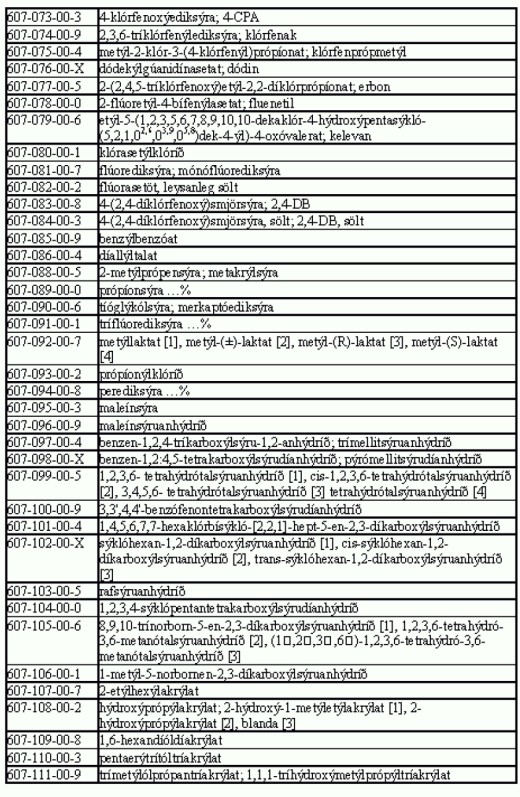 607-073-00-3 4-klórfenoxýediksýra; 4-CPA
607-074-00-9 2,3,6-tríklórfenýlediksýra; klórfenak
607-075-00-4 metýl-2-klór-3-(4-klórfenýl)própíonat; klórfenprópmetýl
607-076-00-X dódekýlgúanidínasetat; dódín
607-077-00-5 2-(2,4,5-tríklórfenoxý)etýl-2,2-díklórprópíonat; erbon
607-078-00-0 2-flúoretýl-4-bífenýlasetat; fluenetil
607-079-00-6 etýl-5-(1,2,3,5,6,7,8,9,10,10-dekaklór-4-hýdroxýpentasýkló-
(5,2,1,0²,⁶,0³,⁹,0⁵,⁸)dek-4-ýl)-4-oxóvalerat; kelevan
607-080-00-1 klórasetýlklóríð
607-081-00-7 flúorediksýra; mónóflúorediksýra
607-082-00-2 flúorasetöt, leysanleg sölt
607-083-00-8 4-(2,4-díklórfenoxý)smjörsýra; 2,4-DB
607-084-00-3 4-(2,4-díklórfenoxý)smjörsýra, sölt; 2,4-DB, sölt
607-085-00-9 benzýlbenzóat
607-086-00-4 díallýltalat
607-088-00-5 2-metýlprópensýra; metakrýlsýra
607-089-00-0 própíonsýra ...%
607-090-00-6 tíóglýkólsýra; merkaptóediksýra
607-091-00-1 tríflúorediksýra ...%
607-092-00-7 metýllaktat [1], metýl-(±)-laktat [2], metýl-(R)-laktat [3], metýl-(S)-laktat
[4]
607-093-00-2 própíonýlklóríð
607-094-00-8 perediksýra ...%
607-095-00-3 maleínsýra
607-096-00-9 maleínsýruanhýdríð
607-097-00-4 benzen-1,2,4-tríkarboxýlsýru-1,2-anhýdríð; trímellitsýruanhýdríð
607-098-00-X benzen-1,2:4,5-tetrakarboxýlsýrudíanhýdríð; pýrómellitsýrudíanhýdríð
607-099-00-5 1,2,3,6- tetrahýdrótalsýruanhýdríð [1], cis-1,2,3,6-tetrahýdrótalsýruanhýdríð
[2], 3,4,5,6- tetrahýdrótalsýruanhýdríð [3] tetrahýdrótalsýruanhýdríð [4]
607-100-00-9 3,3',4,4'-benzófenontetrakarboxýlsýrudíanhýdríð
607-101-00-4 1,4,5,6,7,7-hexaklórbísýkló-[2,2,1]-hept-5-en-2,3-díkarboxýlsýruanhýdríð
607-102-00-X sýklóhexan-1,2-díkarboxýlsýruanhýdríð [1], cis-sýklóhexan-1,2-
díkarboxýlsýruanhýdríð [2], trans-sýklóhexan-1,2-díkarboxýlsýruanhýdríð
[3]
607-103-00-5 rafsýruanhýdríð
607-104-00-0 1,2,3,4-sýklópentantetrakarboxýlsýrudíanhýdríð
607-105-00-6 8,9,10-trínorborn-5-en-2,3-díkarboxýlsýruanhýdríð [1], 1,2,3,6-tetrahýdró-
3,6-metanótalsýruanhýdríð [2], (1□,2□,3□,6□)-1,2,3,6-tetrahýdró-3,6-
metanótalsýruanhýdríð [3]
607-106-00-1 1-metýl-5-norbornen-2,3-díkarboxýlsýruanhýdríð
607-107-00-7 2-etýlhexýlakrýlat
607-108-00-2 hýdroxýprópýlakrýlat; 2-hýdroxý-1-metýletýlakrýlat [1], 2-
hýdroxýprópýlakrýlat [2], blanda [3]
607-109-00-8 1,6-hexandíóldíakrýlat
607-110-00-3 pentaerýtrítóltríakrýlat
607-111-00-9 trímetýlólprópantríakrýlat; 1,1,1-tríhýdroxýmetýlprópýltríakrýlat